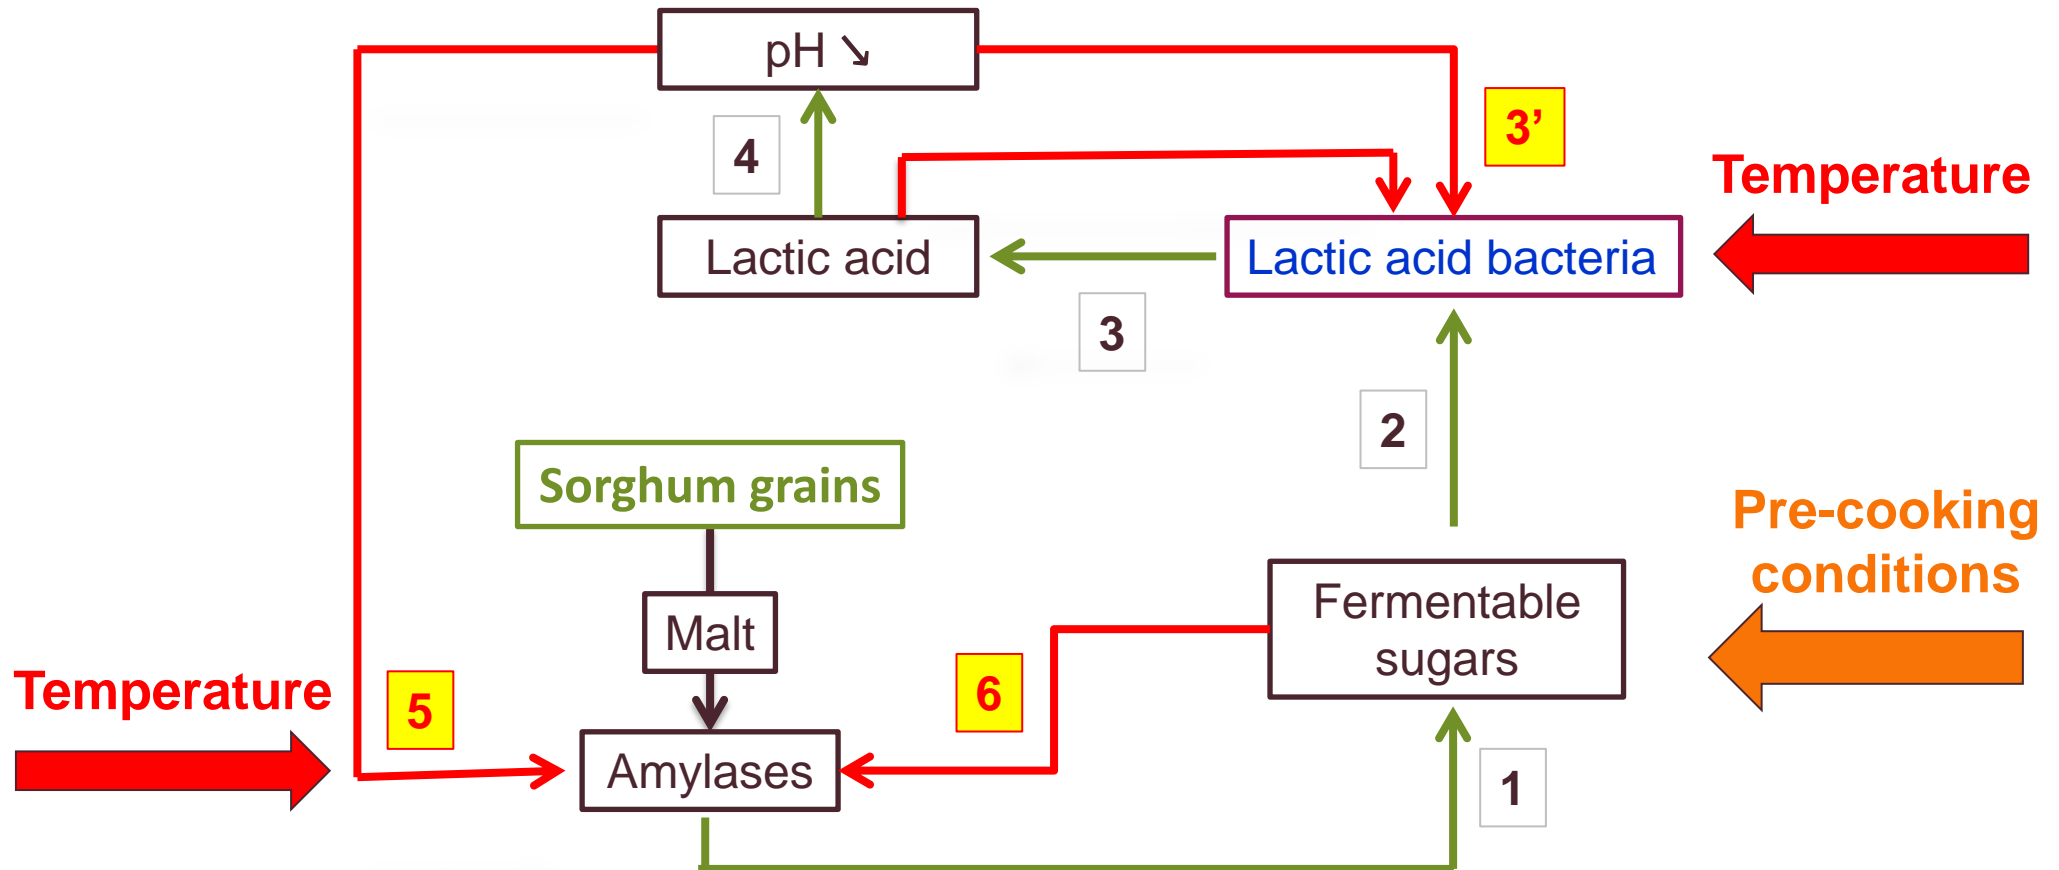 pH ↘
3’
4
Temperature
Lactic acid
Lactic acid bacteria
3
2
Sorghum grains
Pre-cooking
conditions
Fermentable
sugars
Malt
Temperature
5
6
Amylases
1